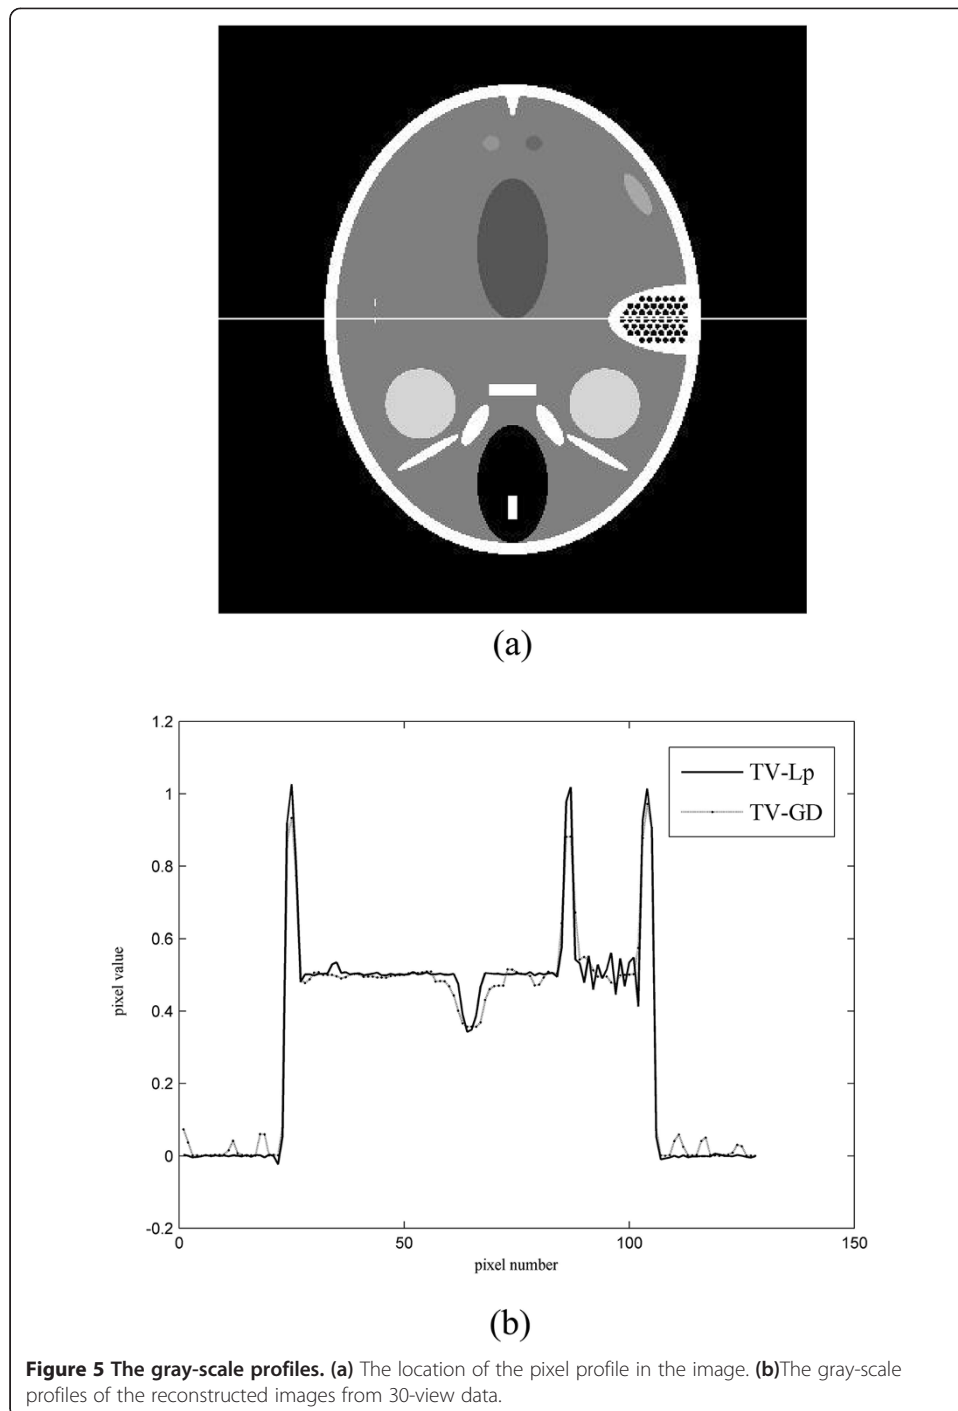 (a)
1.2
1
0.8
0.6
0.4
0.2
0
-0.2
pixel value
TV-Lp
TV-GD
0
50
100
150
pixel number
(b)
Figure 5 The gray-scale profiles. (a) The location of the pixel profile in the image. (b)The gray-scale
profiles of the reconstructed images from 30-view data.